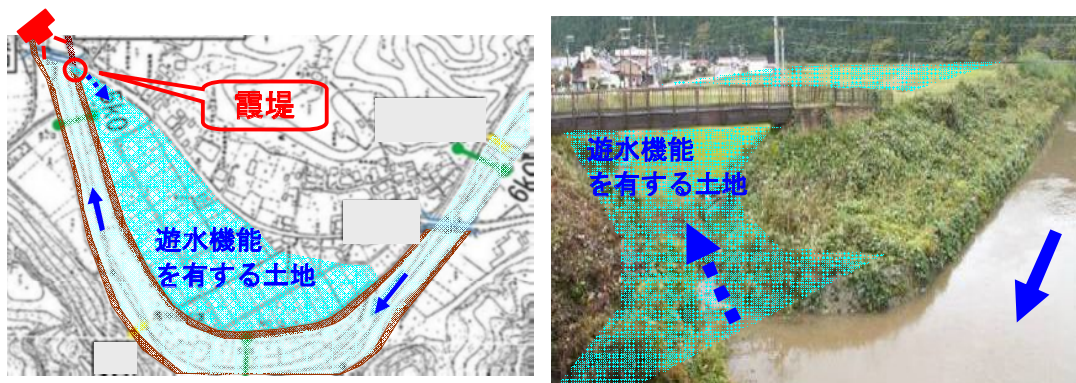 霞堤
6k0
遊水機能
を有する土地
遊水機能
を有する土地